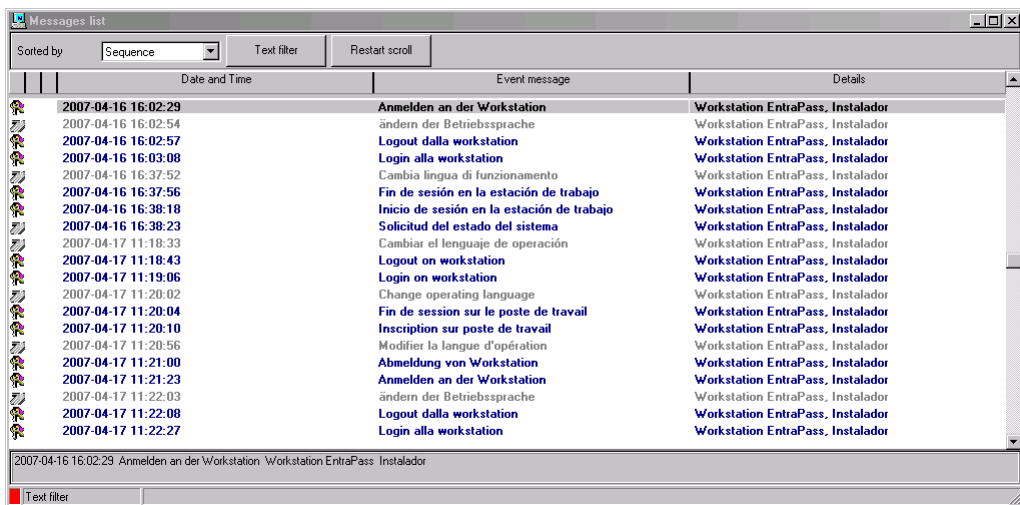 Messages list
Sorted by Sequence Text filter Restart scroll
Date and Time Event message Details
2007-04-16 16:02:29 Anmelden an der Workstation Workstation EntraPass, Instalador
2007-04-16 16:02:54 ändern der Betriebssprache Workstation EntraPass, Instalador
2007-04-16 16:02:57 Logout dalla workstation Workstation EntraPass, Instalador
2007-04-16 16:03:08 Login alla workstation Workstation EntraPass, Instalador
2007-04-16 16:37:52 Cambia lingua di funzionamento Workstation EntraPass, Instalador
2007-04-16 16:37:56 Fin de sesión en la estación de trabajo Workstation EntraPass, Instalador
2007-04-16 16:38:18 Inicio de sesión en la estación de trabajo Workstation EntraPass, Instalador
2007-04-16 16:38:23 Solicitud del estado del sistema Workstation EntraPass, Instalador
2007-04-17 11:18:33 Cambiar el lenguaje de operación Workstation EntraPass, Instalador
2007-04-17 11:18:43 Logout on workstation Workstation EntraPass, Instalador
2007-04-17 11:19:06 Login on workstation Workstation EntraPass, Instalador
2007-04-17 11:20:02 Change operating language Workstation EntraPass, Instalador
2007-04-17 11:20:04 Fin de session sur le poste de travail Workstation EntraPass, Instalador
2007-04-17 11:20:10 Inscription sur poste de travail Workstation EntraPass, Instalador
2007-04-17 11:20:56 Modifier la langue d'opération Workstation EntraPass, Instalador
2007-04-17 11:21:00 Abmeldung von Workstation Workstation EntraPass, Instalador
2007-04-17 11:21:23 Anmelden an der Workstation Workstation EntraPass, Instalador
2007-04-17 11:22:03 ändern der Betriebssprache Workstation EntraPass, Instalador
2007-04-17 11:22:08 Logout dalla workstation Workstation EntraPass, Instalador
2007-04-17 11:22:27 Login alla workstation Workstation EntraPass, Instalador
2007-04-16 16:02:29 Anmelden an der Workstation Workstation EntraPass Instalador
Text filter